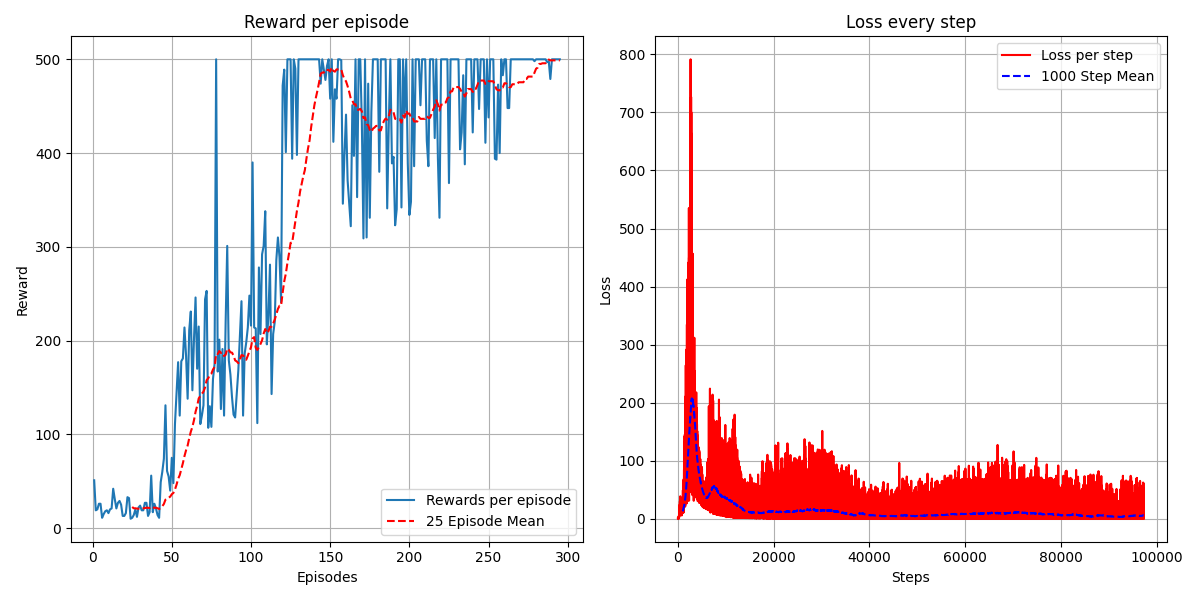 Reward per episode
500
400
300
200
100
0
Reward
0
50
100
150
200
250
300
Episodes
Rewards per episode
25 Episode Mean
Loss every step
800
700
600
500
400
300
200
100
0
Loss
0
20000
40000
60000
80000
100000
Steps
Loss per step
1000 Step Mean